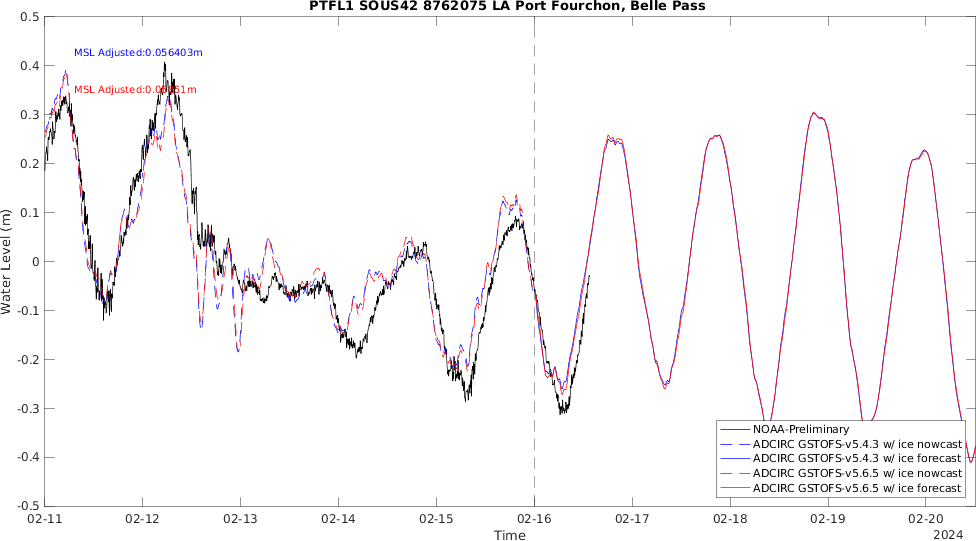 PTFL1 SOUS42 8762075 LA Port Fourchon, Belle Pass
0.5
MSL Adjusted:0.056403m
0.4
MSL
0.3
0.2
0.1
0
-0.1
-0.2
-0.3
-0.4
-0.5
Water Level (m)
NOAA-Preliminary
ADCIRC GSTOFS-v5.4.3 w/ ice nowcast
ADCIRC GSTOFS-v5.4.3 w/ ice forecast
ADCIRC GSTOFS-v5.6.5 w/ ice nowcast
ADCIRC GSTOFS-v5.6.5 w/ ice forecast
02-11 02-12 02-13 02-14 02-15 02-16 02-17 02-18 02-19 02-20
Time
2024